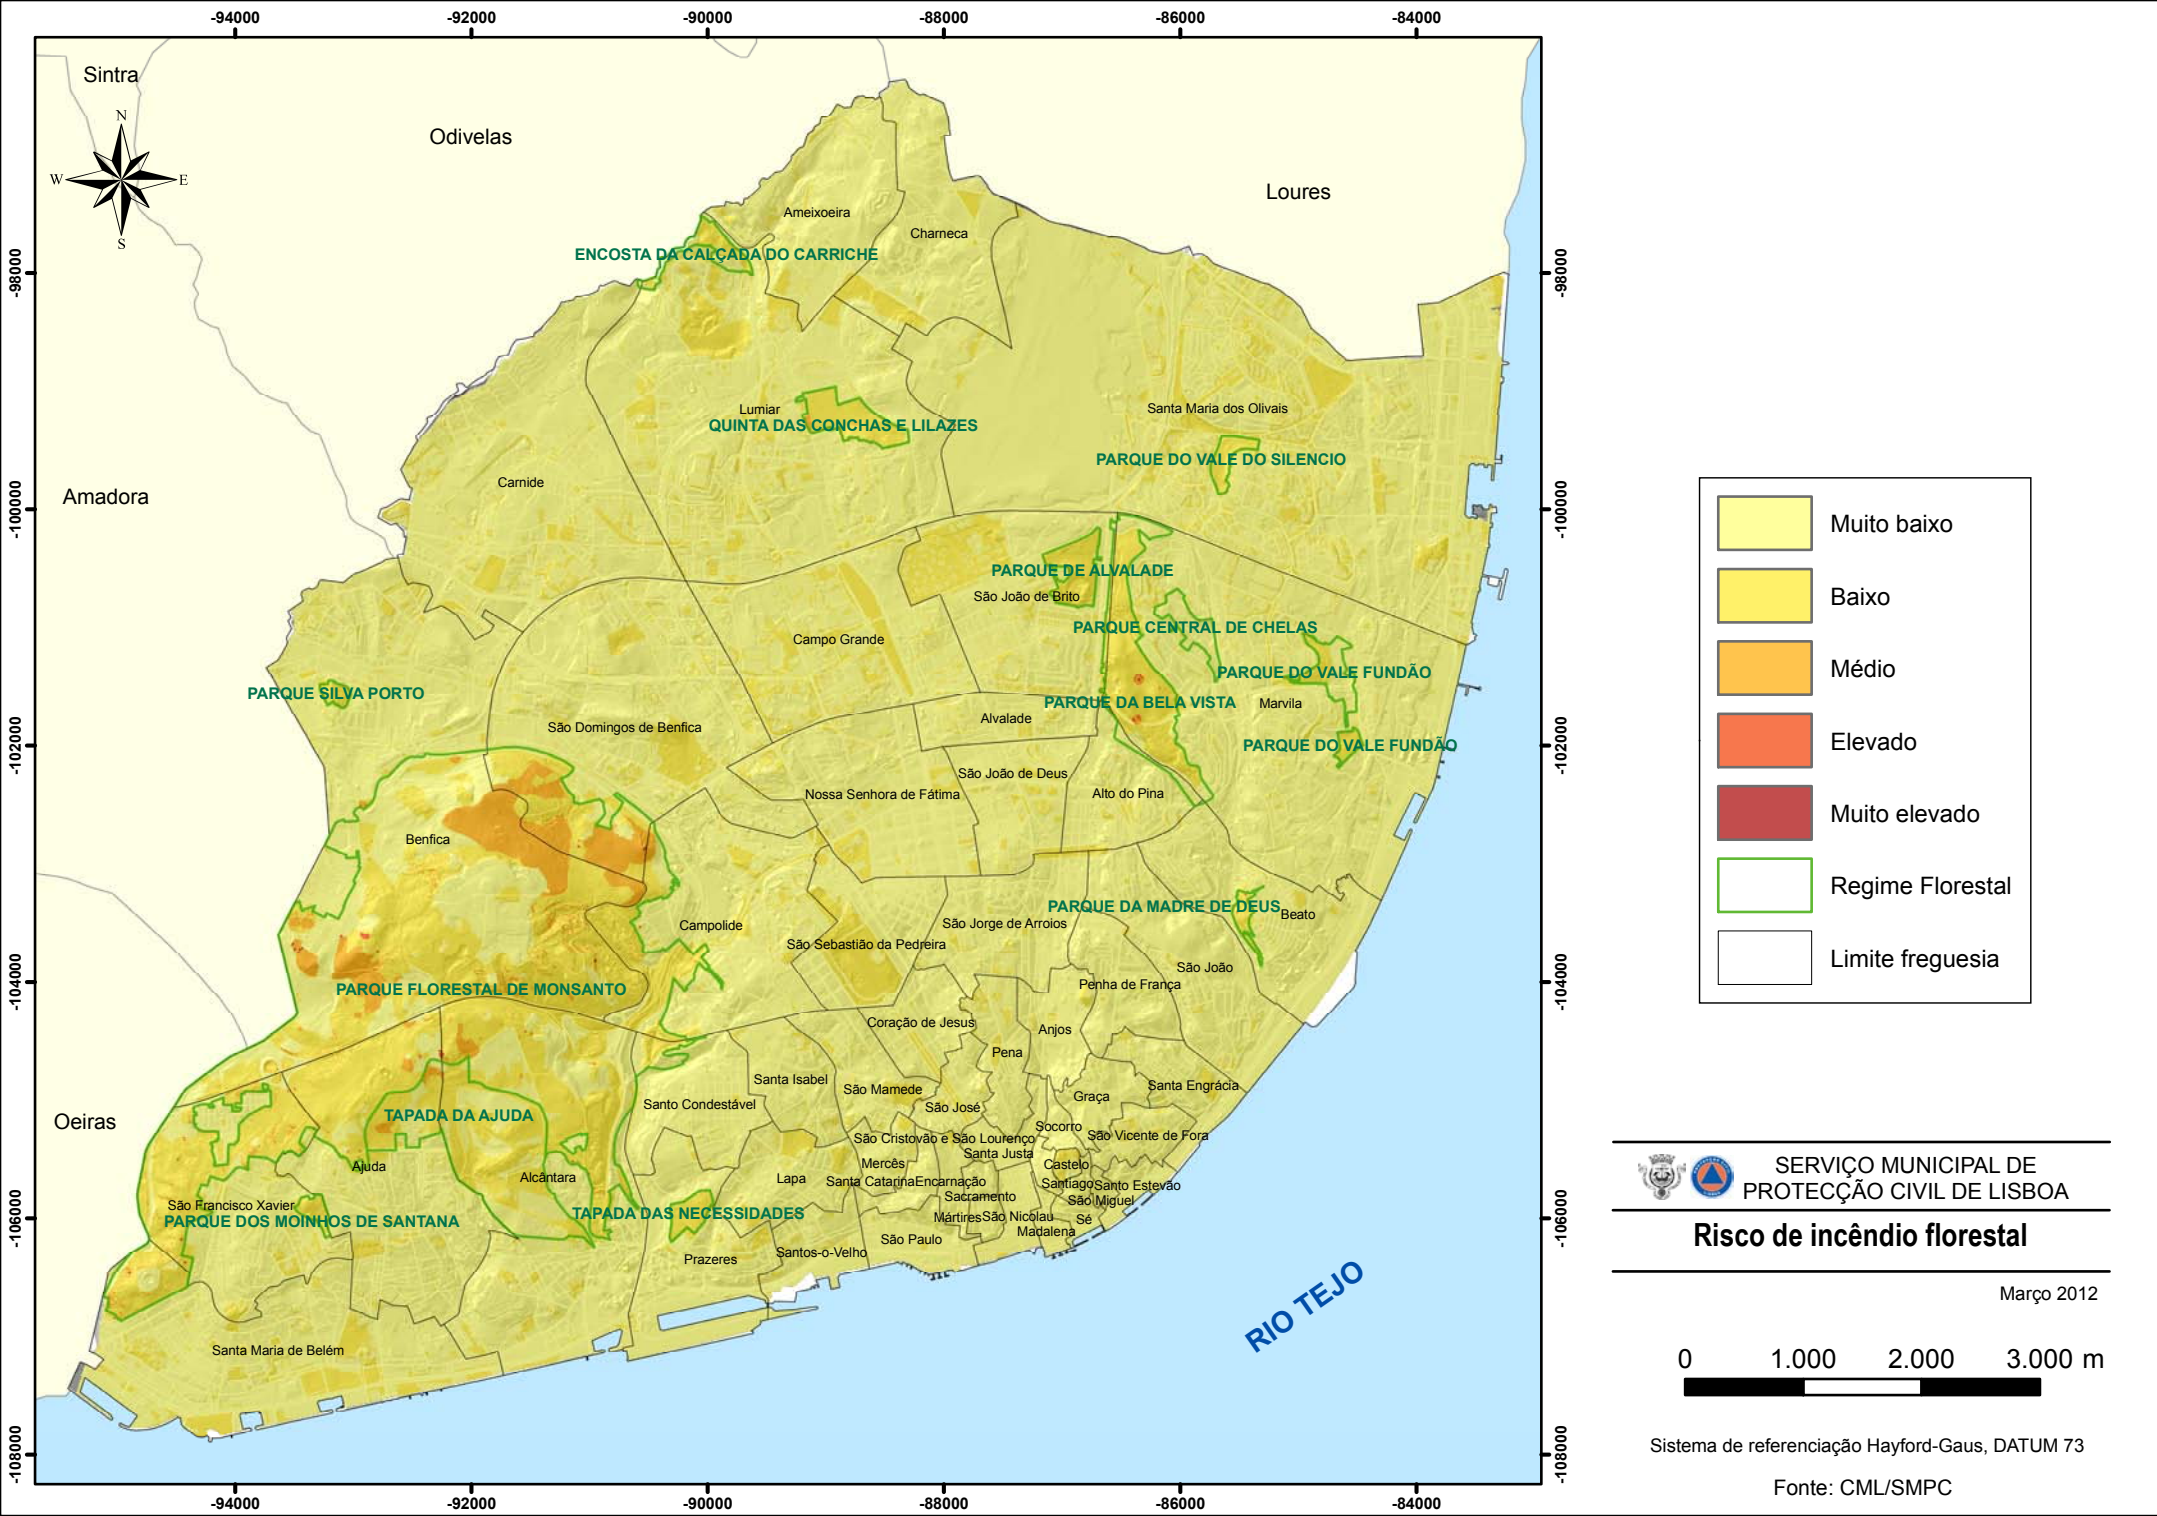 -94000
-92000
-90000
-88000
-86000
-84000
Sintra
N
W
E
S
Odivelas
Loures
Amadora
Oeiras
-98000
-100000
-102000
-104000
-106000
-108000
-98000
-100000
-102000
-104000
-106000
-108000
Ameixoeira
Charneca
ENCOSTA DA CALÇADA DO CARRICHE
Lumiar
QUINTA DAS CONCHAS E LILAZES
Santa Maria dos Olivais
PARQUE DO VALE DO SILENCIO
Carnide
PARQUE DE ALVALADE
São João de Brito
PARQUE CENTRAL DE CHELAS
Campo Grande
PARQUE DO VALE FUNDÃO
PARQUE SILVA PORTO
PARQUE DA BELA VISTA
Marvila
São Domingos de Benfica
Alvalade
PARQUE DO VALE FUNDÃO
São João de Deus
Nossa Senhora de Fátima
Alto do Pina
Benfica
PARQUE DA MADRE DE DEUS
Beato
Campolide
São Jorge de Arroios
São Sebastião da Pedreira
São João
Penha de França
PARQUE FLORESTAL DE MONSANTO
Coração de Jesus
Anjos
Pena
Santa Isabel
São Mamede
Santa Engrácia
Santo Condestável
São José
Graça
TAPADA DA AJUDA
Socorro
São Cristovão e São Lourenço
São Vicente de Fora
Santa Justa
Ajuda
Mercês
Castelo
Alcântara
Lapa
Santa Catarina
Encarnação
Santiago
Santo Estevão
Sacramento
São Miguel
São Francisco Xavier
PARQUE DOS MOINHOS DE SANTANA
TAPADA DAS NECESSIDADES
Mártires
São Nicolau
Sé
Madalena
São Paulo
Santos-o-Velho
Prazeres
Santa Maria de Belém
RIO TEJO
-94000
-92000
-90000
-88000
-86000
-84000
Muito baixo
Baixo
Médio
Elevado
Muito elevado
Regime Florestal
Limite freguesia
SERVIÇO MUNICIPAL DE
PROTECÇÃO CIVIL DE LISBOA
Risco de incêndio florestal
Março 2012
0 1.000 2.000 3.000 m
Sistema de referenciação Hayford-Gaus, DATUM 73
Fonte: CML/SMPC